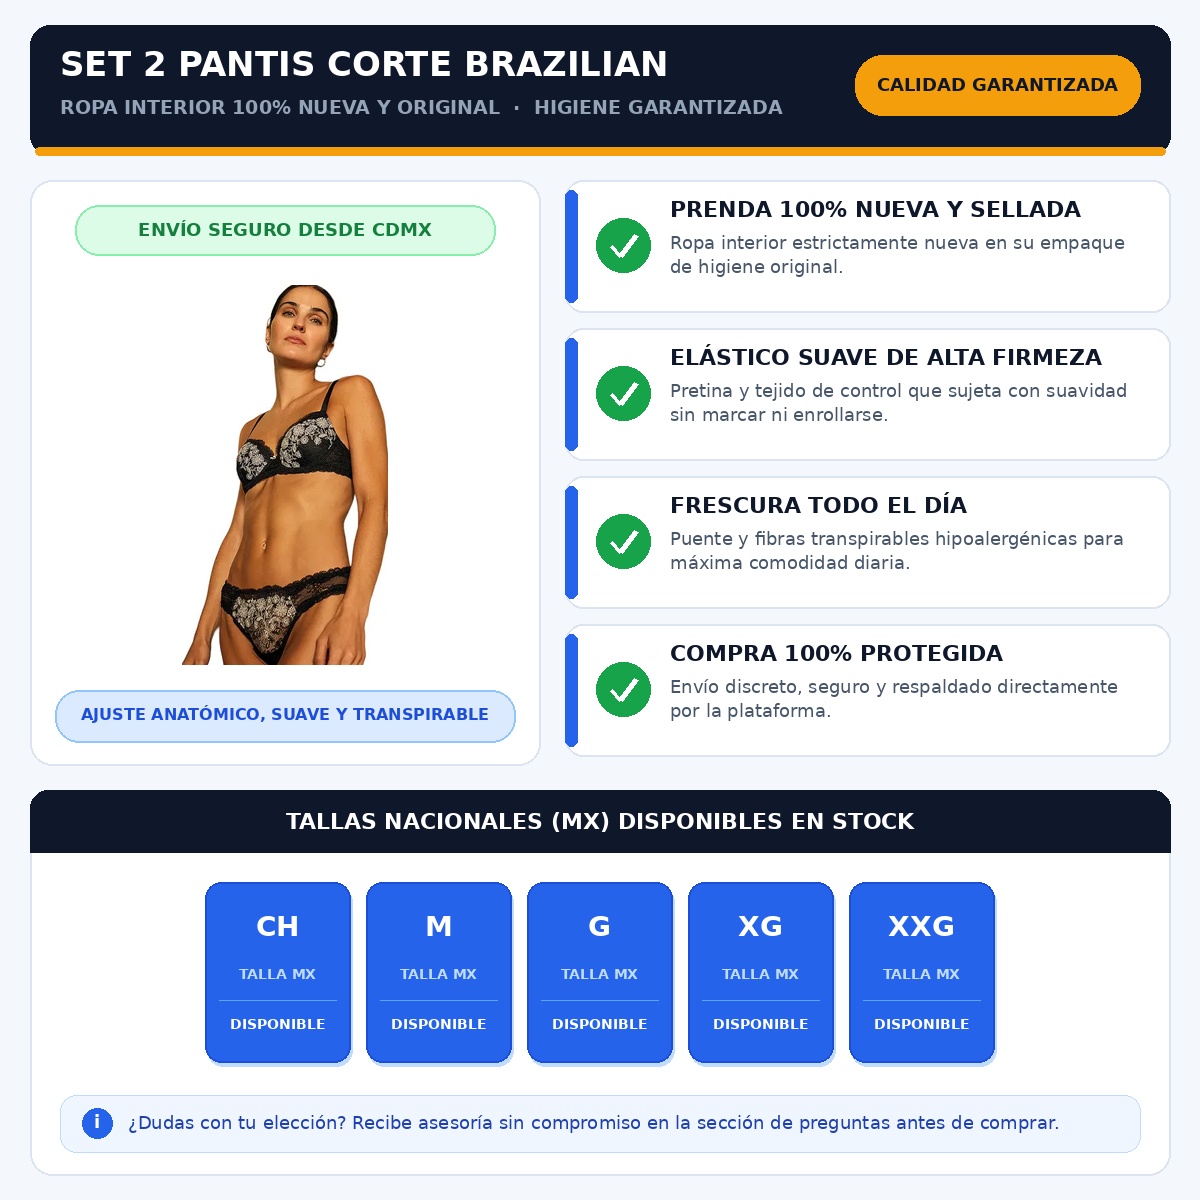 SET 2 PANTIS CORTE BRAZILIAN
ROPA INTERIOR 100% NUEVA Y ORIGINAL · HIGIENE GARANTIZADA
CALIDAD GARANTIZADA
ENVÍO SEGURO DESDE CDMX
AJUSTE ANATÓMICO, SUAVE Y TRANSPIRABLE
PRENDA 100% NUEVA Y SELLADA
Ropa interior estrictamente nueva en su empaque
de higiene original.
ELÁSTICO SUAVE DE ALTA FIRMEZA
Pretina y tejido de control que sujeta con suavidad
sin marcar ni enrollarse.
FRESCURA TODO EL DÍA
Puente y fibras transpirables hipoalergénicas para
máxima comodidad diaria.
COMPRA 100% PROTEGIDA
Envío discreto, seguro y respaldado directamente
por la plataforma.
TALLAS NACIONALES (MX) DISPONIBLES EN STOCK
CH
TALLA MX
DISPONIBLE
M
TALLA MX
DISPONIBLE
G
TALLA MX
DISPONIBLE
XG
TALLA MX
DISPONIBLE
XXG
TALLA MX
DISPONIBLE
i
¿Dudas con tu elección? Recibe asesoría sin compromiso en la sección de preguntas antes de comprar.